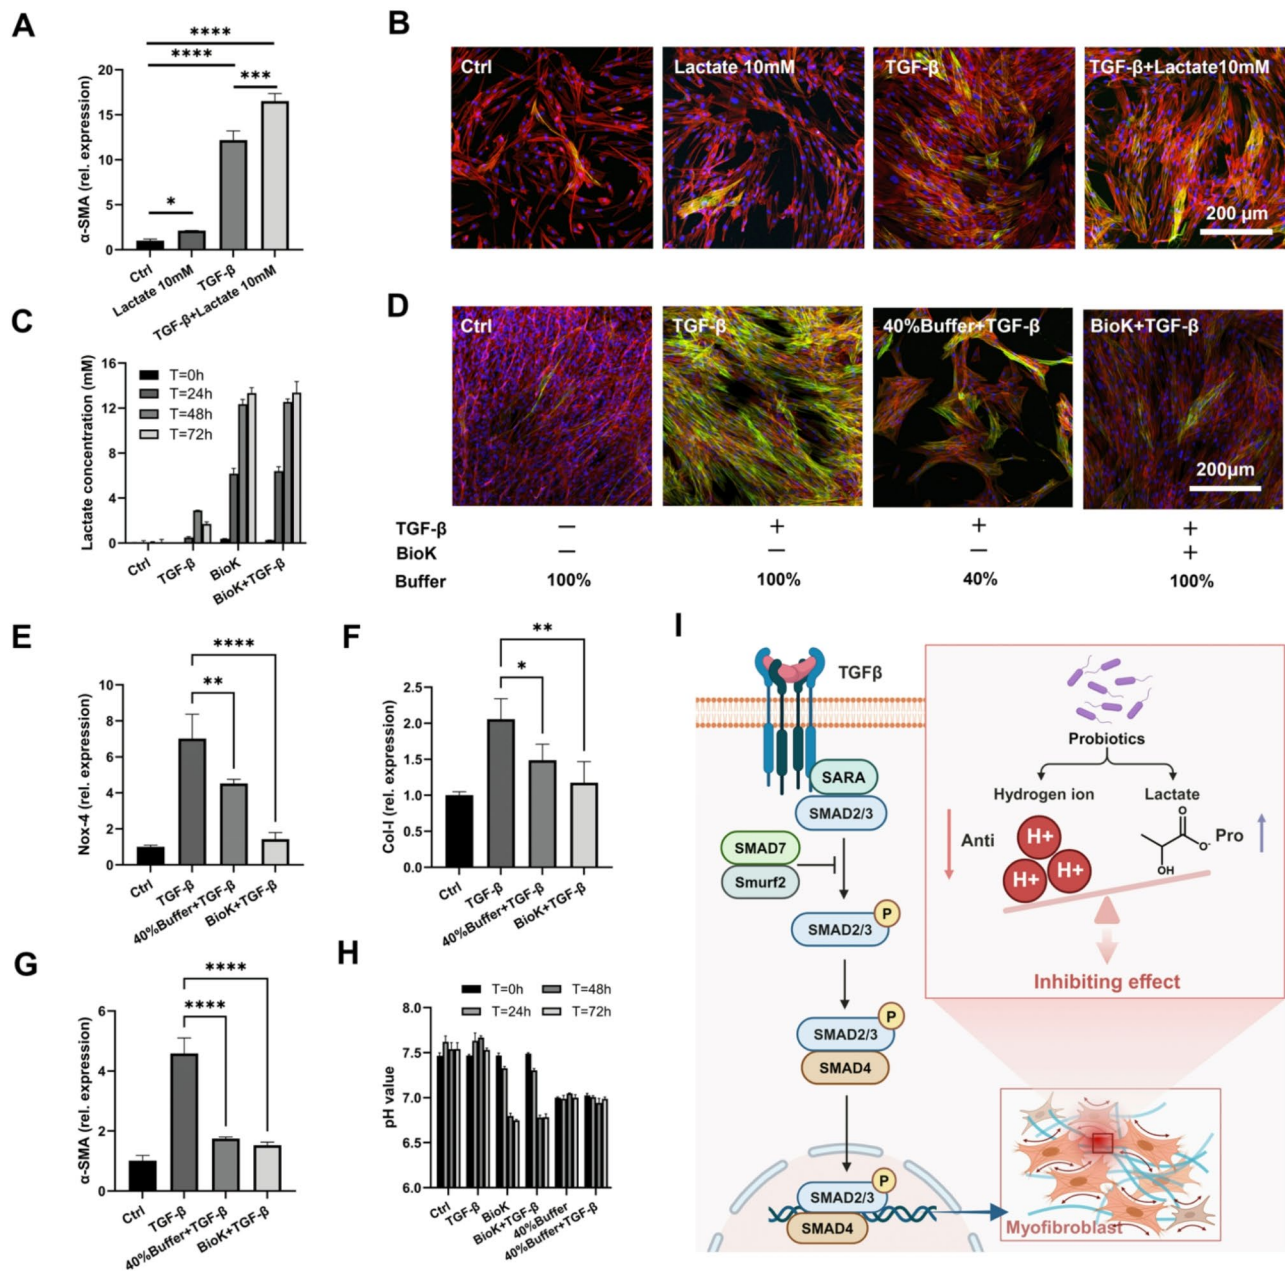 A
****
****
***
*
α-SMA (rel. expression)
20
15
10
5
0
Ctrl
Lactate 10mM
TGF-β
TGF-β+Lactate 10mM
B
Ctrl
Lactate 10mM
TGF-β
TGF-β+Lactate10mM
200 μm
C
Lactate concentration (mM)
16
12
8
4
0
T=0h
T=24h
T=48h
T=72h
Ctrl
TGF-β
BioK
BioK+TGF-β
D
Ctrl
TGF-β
40%Buffer+TGF-β
BioK+TGF-β
200μm
TGF-β − + + +
BioK − − − +
Buffer 100% 100% 40% 100%
E
****
**
Nox-4 (rel. expression)
10
8
6
4
2
0
Ctrl
TGF-β
40%Buffer+TGF-β
BioK+TGF-β
F
**
*
Col-I (rel. expression)
2.5
2.0
1.5
1.0
0.5
0.0
Ctrl
TGF-β
40%Buffer+TGF-β
BioK+TGF-β
G
****
****
α-SMA (rel. expression)
6
4
2
0
Ctrl
TGF-β
40%Buffer+TGF-β
BioK+TGF-β
H
T=0h
T=48h
T=24h
T=72h
pH value
8.0
7.5
7.0
6.5
6.0
Ctrl
TGF-β
BioK
BioK+TGF-β
40%Buffer
40%Buffer+TGF-β
I
TGFβ
SARA
SMAD2/3
SMAD7
Smurf2
P
SMAD2/3
P
SMAD2/3
SMAD4
P
SMAD2/3
SMAD4
Probiotics
Hydrogen ion
Lactate
Anti
H+
H+
H+
O
O-
OH
Pro
Inhibiting effect
Myofibroblast